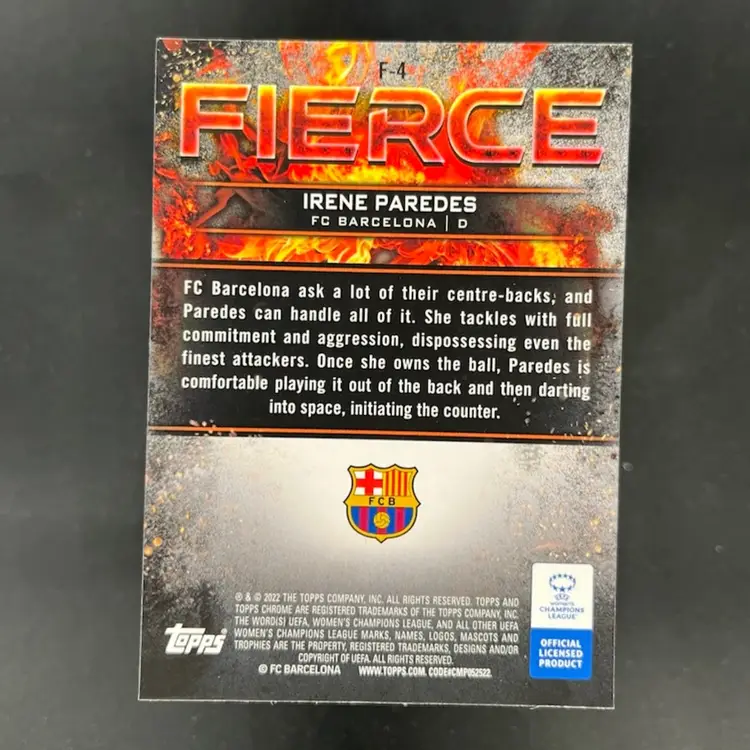 F-4
FIERCE
IRENE PAREDES
FC BARCELONA | D
FC Barcelona ask a lot of their centre-backs, and
Paredes can handle all of it. She tackles with full
commitment and aggression, dispossessing even the
finest attackers. Once she owns the ball, Paredes is
comfortable playing it out of the back and then darting
into space, initiating the counter.
FCB
® & © 2022 THE TOPPS COMPANY, INC. ALL RIGHTS RESERVED. TOPPS AND
TOPPS CHROME ARE REGISTERED TRADEMARKS OF THE TOPPS COMPANY, INC.
THE WORD(S) UEFA, WOMEN'S CHAMPIONS LEAGUE, AND ALL OTHER UEFA
WOMEN'S CHAMPIONS LEAGUE MARKS, NAMES, LOGOS, MASCOTS AND
TROPHIES ARE THE PROPERTY, REGISTERED TRADEMARKS, DESIGNS AND/OR
COPYRIGHT OF UEFA. ALL RIGHTS RESERVED.
© FC BARCELONA WWW.TOPPS.COM CODE#CMP052522
topps
UEFA
WOMEN'S
CHAMPIONS
LEAGUE
OFFICIAL
LICENSED
PRODUCT